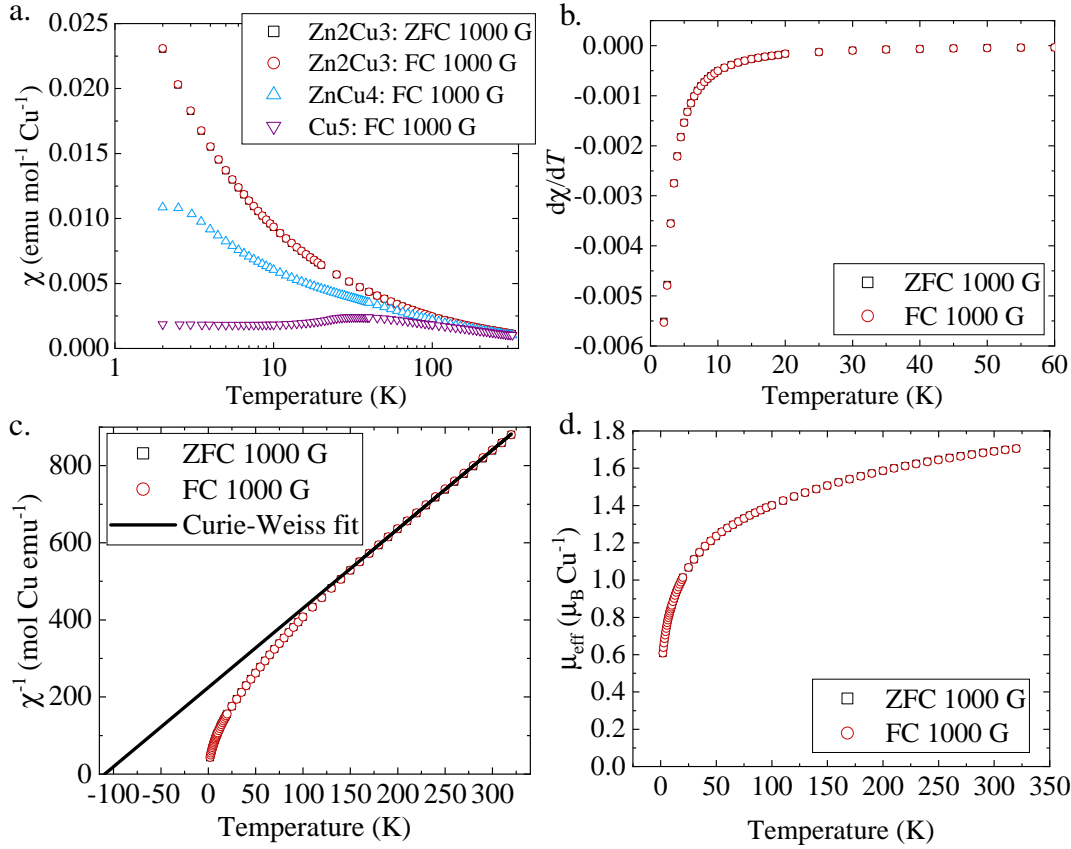 a.
Zn2Cu3: ZFC 1000 G
Zn2Cu3: FC 1000 G
ZnCu4: FC 1000 G
Cu5: FC 1000 G
χ (emu mol⁻¹ Cu⁻¹)
0.025
0.020
0.015
0.010
0.005
0.000
1 10 100
Temperature (K)
b.
dχ/dT
0.000
-0.001
-0.002
-0.003
-0.004
-0.005
-0.006
ZFC 1000 G
FC 1000 G
0 10 20 30 40 50 60
Temperature (K)
c.
ZFC 1000 G
FC 1000 G
Curie-Weiss fit
χ⁻¹ (mol Cu emu⁻¹)
800
600
400
200
0
-100 -50 0 50 100 150 200 250 300
Temperature (K)
d.
μeff (μB Cu⁻¹)
1.8
1.6
1.4
1.2
1.0
0.8
0.6
0.4
0.2
0.0
ZFC 1000 G
FC 1000 G
0 50 100 150 200 250 300 350
Temperature (K)